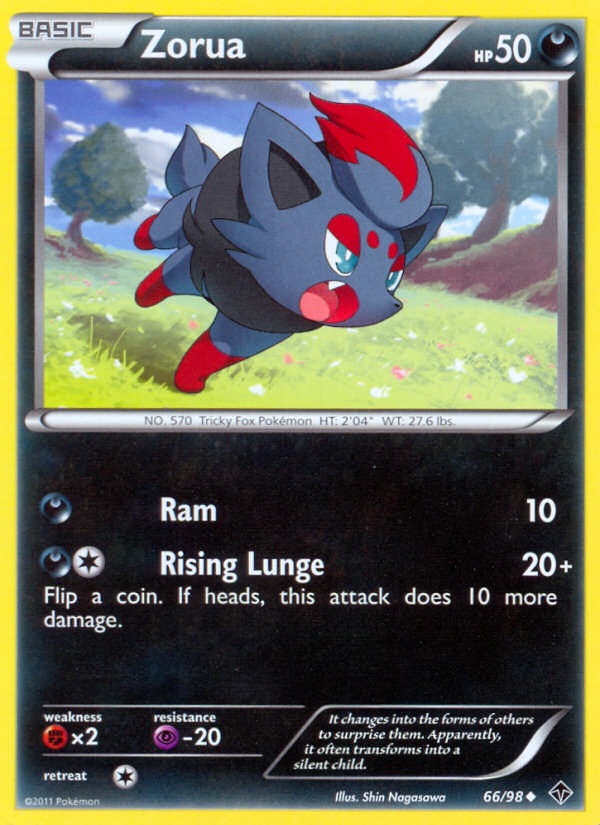 BASIC
Zorua
HP50
NO. 570 Tricky Fox Pokémon HT: 2'04" WT: 27.6 lbs.
Ram 10
Rising Lunge 20+
Flip a coin. If heads, this attack does 10 more
damage.
weakness resistance
×2 -20
retreat
It changes into the forms of others
to surprise them. Apparently,
it often transforms into a
silent child.
©2011 Pokémon
Illus. Shin Nagasawa 66/98